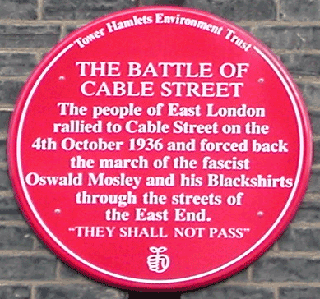 Tower Hamlets Environment Trust
THE BATTLE OF
CABLE STREET
The people of East London
rallied to Cable Street on the
4th October 1936 and forced back
the march of the fascist
Oswald Mosley and his Blackshirts
through the streets of
the East End.
"THEY SHALL NOT PASS"